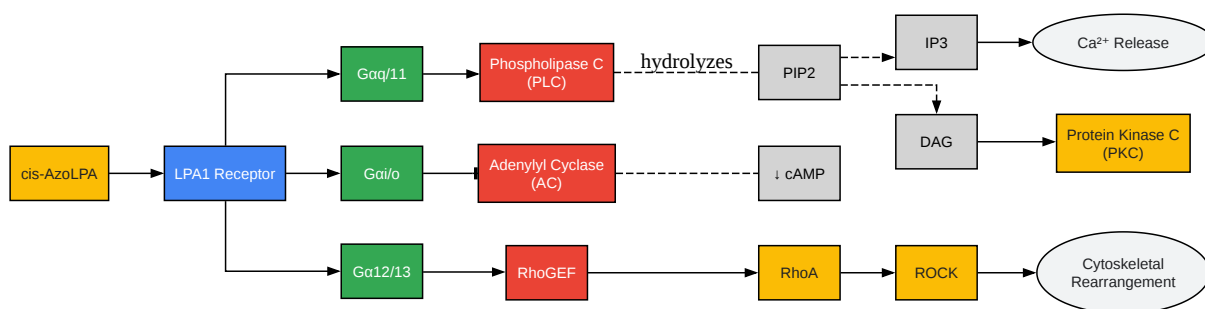 cis-AzoLPA
LPA1 Receptor
Gαq/11
Phospholipase C
(PLC)
hydrolyzes
PIP2
IP3
Ca²⁺ Release
DAG
Protein Kinase C
(PKC)
Gαi/o
Adenylyl Cyclase
(AC)
↓ cAMP
Gα12/13
RhoGEF
RhoA
ROCK
Cytoskeletal
Rearrangement